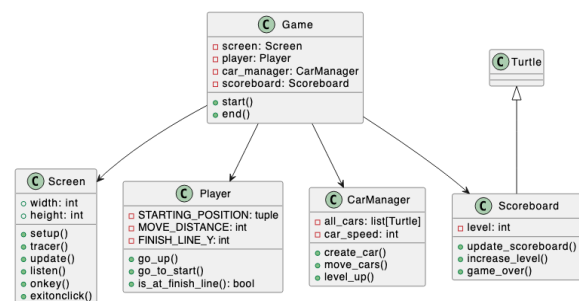 C Game
screen: Screen
player: Player
car_manager: CarManager
scoreboard: Scoreboard
start()
end()
C Turtle
C Screen
width: int
height: int
setup()
tracer()
update()
listen()
onkey()
exitonclick()
C Player
STARTING_POSITION: tuple
MOVE_DISTANCE: int
FINISH_LINE_Y: int
go_up()
go_to_start()
is_at_finish_line(): bool
C CarManager
all_cars: list[Turtle]
car_speed: int
create_car()
move_cars()
level_up()
C Scoreboard
level: int
update_scoreboard()
increase_level()
game_over()